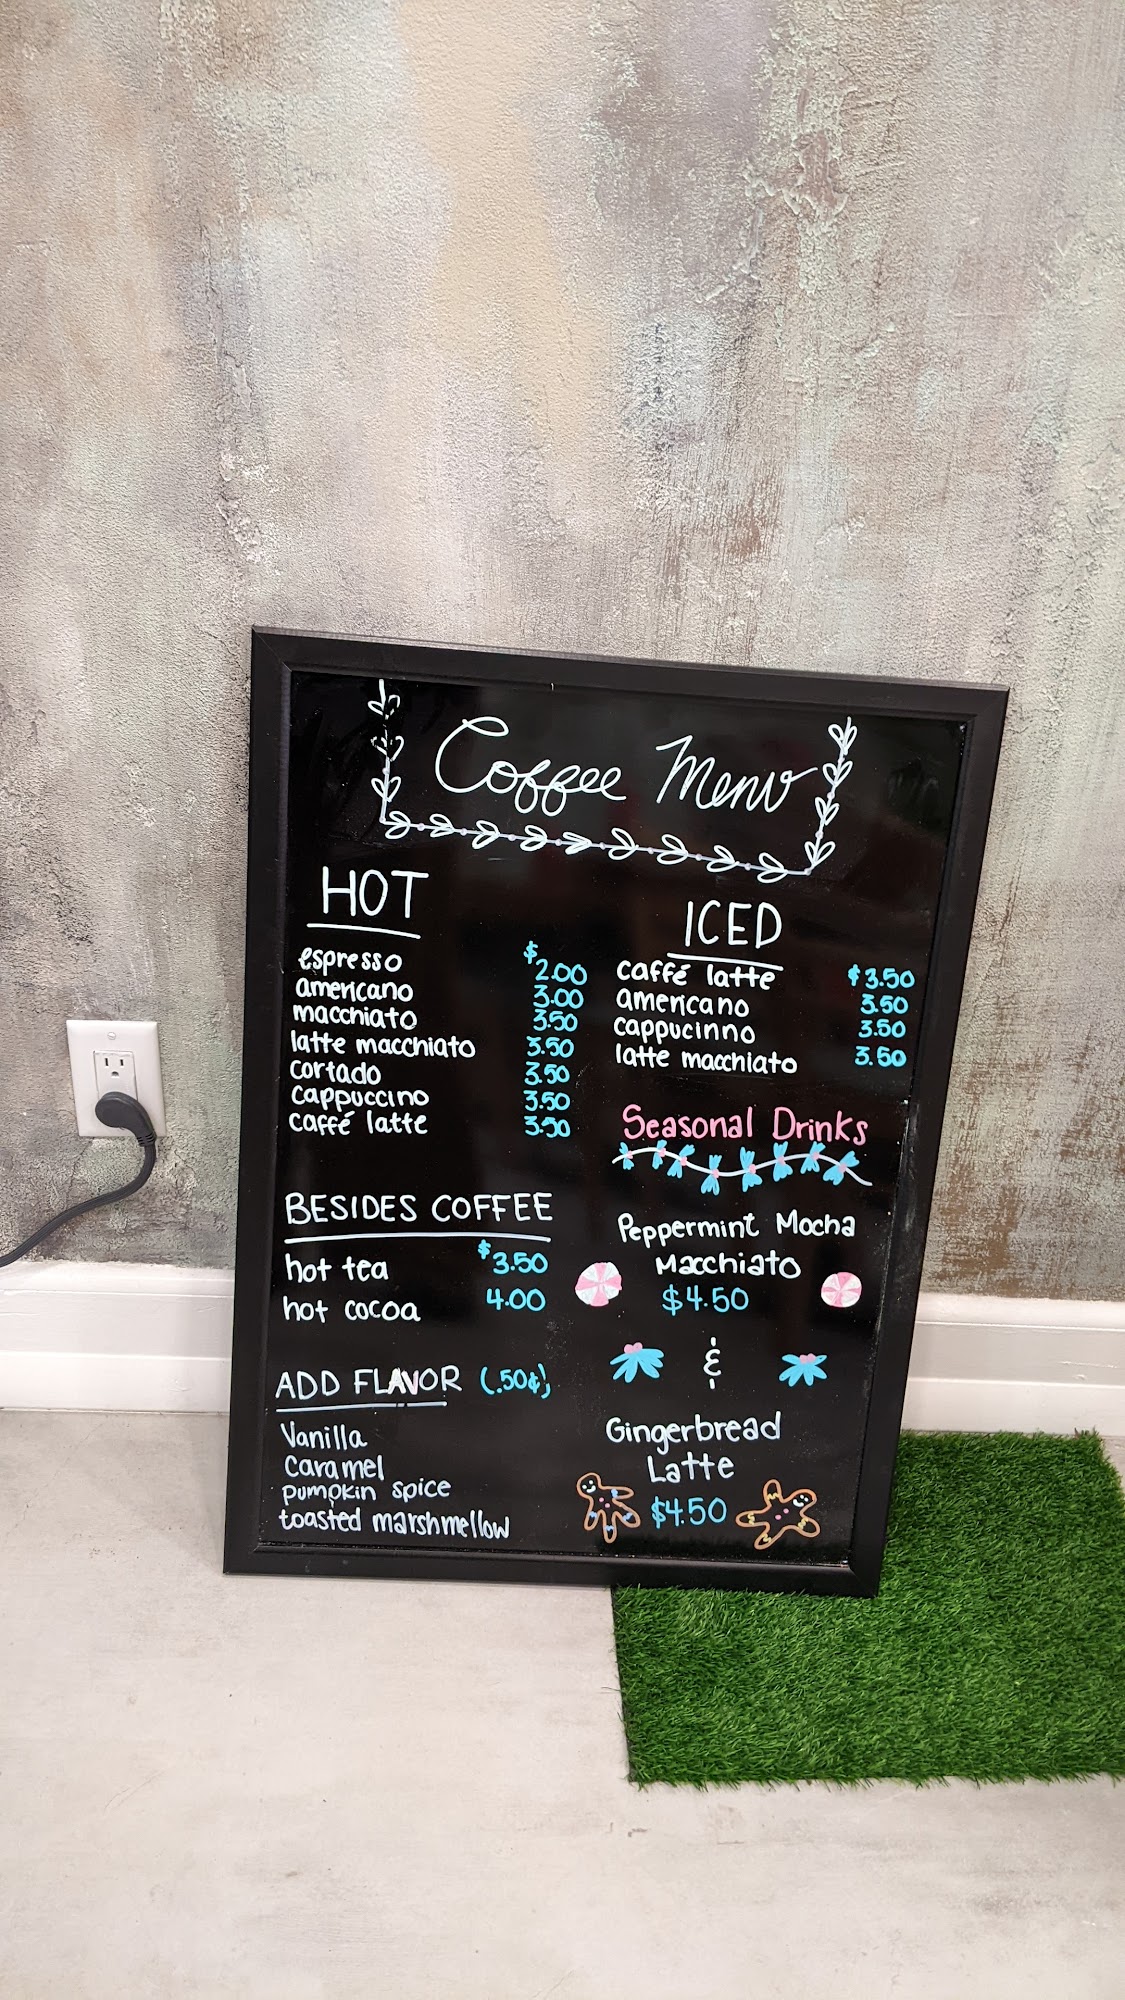 Coffee Menu
HOT
espresso $2.00
americano 3.00
macchiato 3.50
latte macchiato 3.50
cortado 3.50
cappuccino 3.50
caffé latte 3.50
BESIDES COFFEE
hot tea $3.50
hot cocoa 4.00
ADD FLAVOR (.50¢)
Vanilla
Caramel
pumpkin spice
toasted marshmellow
ICED
caffé latte $3.50
americano 3.50
cappucinno 3.50
latte macchiato 3.50
Seasonal Drinks
Peppermint Mocha
Macchiato
$4.50
&
Gingerbread
Latte
$4.50